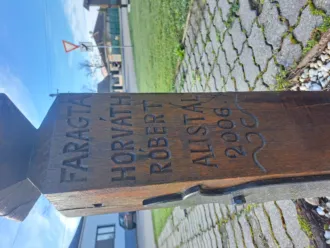 FARAGTA
HORVÁTH
RÓBERT
ALISTÁL
2006